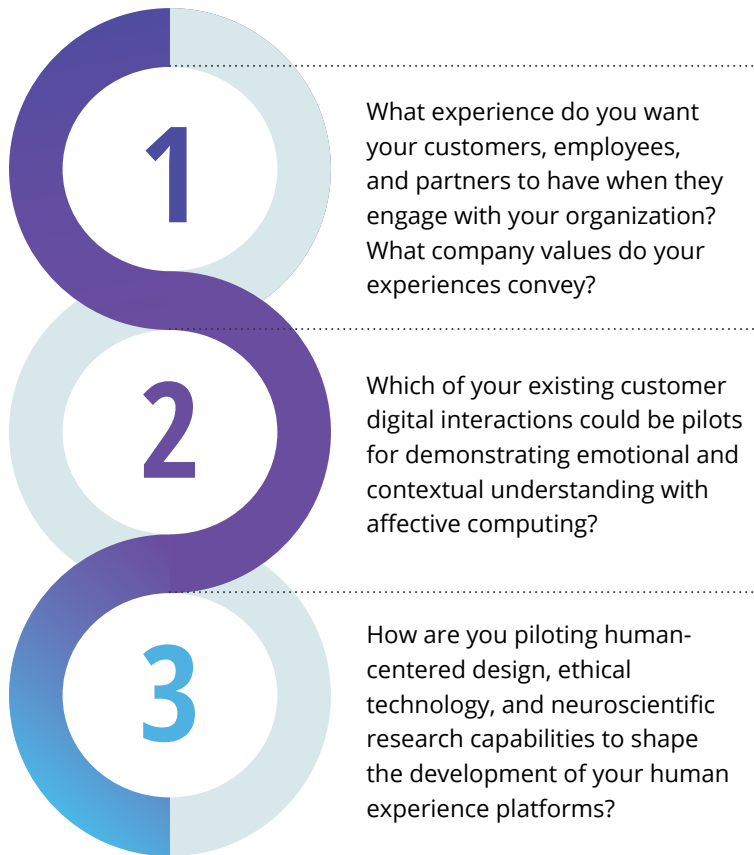 1
What experience do you want
your customers, employees,
and partners to have when they
engage with your organization?
What company values do your
experiences convey?
2
Which of your existing customer
digital interactions could be pilots
for demonstrating emotional and
contextual understanding with
affective computing?
3
How are you piloting human-
centered design, ethical
technology, and neuroscientific
research capabilities to shape
the development of your human
experience platforms?